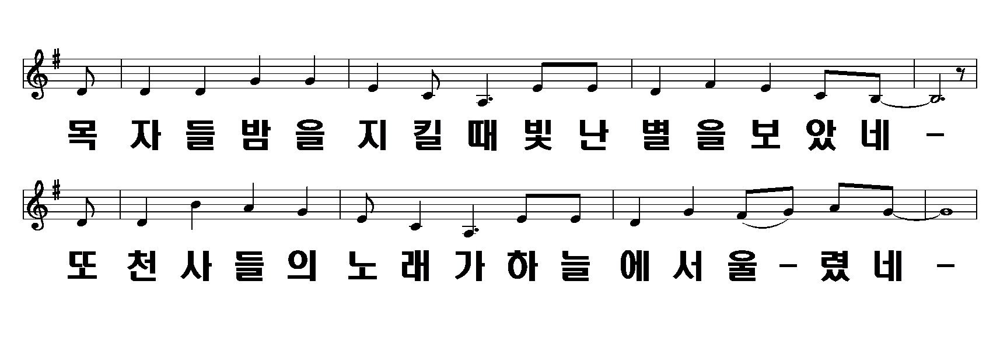 목 자 들 밤 을 지 킬 때 빛 난 별 을 보 았 네 –
또 천 사 들 의 노 래 가 하 늘 에 서 울 – 렸 네 –